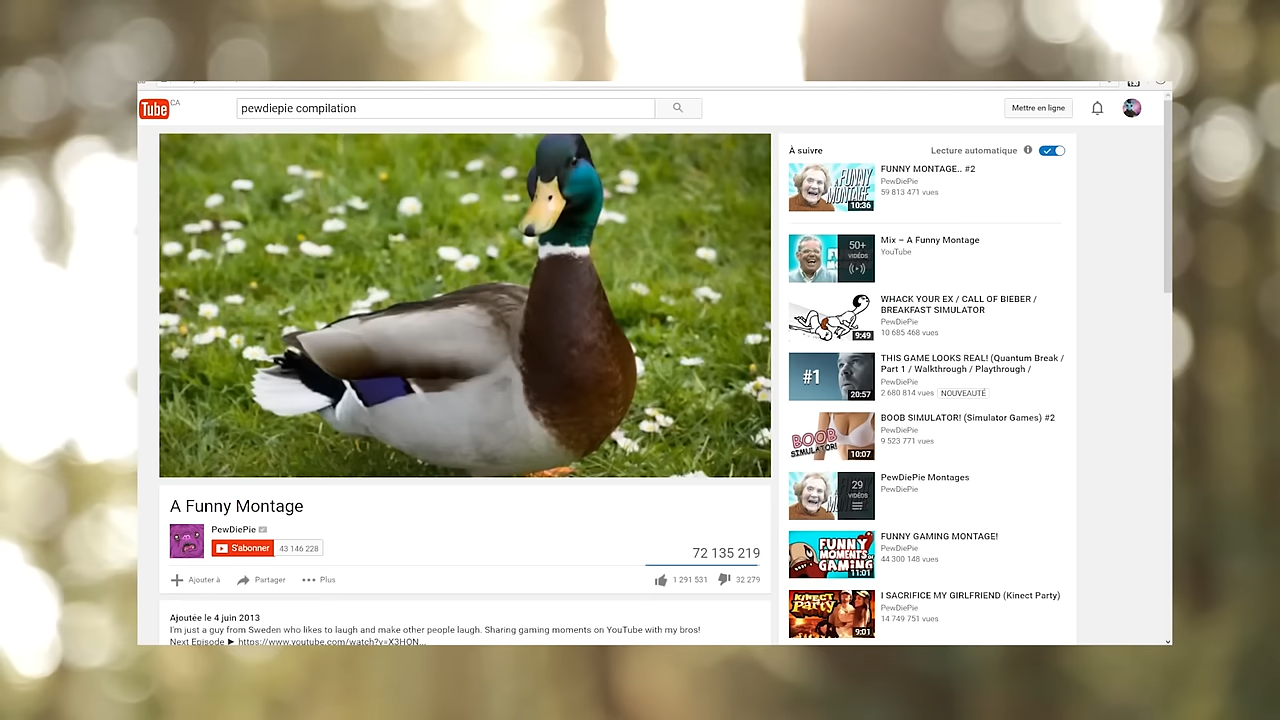 Tube CA
pewdiepie compilation
Mettre en ligne
À suivre
Lecture automatique
FUNNY MONTAGE.. #2
PewDiePie
59 813 471 vues
A FUNNY
MONTAGE
10:36
Mix – A Funny Montage
YouTube
50+
VIDÉOS
WHACK YOUR EX / CALL OF BIEBER /
BREAKFAST SIMULATOR
PewDiePie
10 685 468 vues
9:49
THIS GAME LOOKS REAL! (Quantum Break /
Part 1 / Walkthrough / Playthrough /
PewDiePie
2 680 814 vues NOUVEAUTÉ
#1
20:57
BOOB SIMULATOR! (Simulator Games) #2
PewDiePie
9 523 771 vues
BOOB
SIMULATOR!
10:07
PewDiePie Montages
PewDiePie
29
VIDÉOS
FUNNY GAMING MONTAGE!
PewDiePie
44 300 148 vues
FUNNY
MOMENTS
OF
GAMING
11:01
I SACRIFICE MY GIRLFRIEND (Kinect Party)
PewDiePie
14 749 751 vues
KINECT
Party
9:01
A Funny Montage
PewDiePie
S'abonner 43 146 228
72 135 219
Ajouter à Partager Plus
1 291 531 32 279
Ajoutée le 4 juin 2013
I'm just a guy from Sweden who likes to laugh and make other people laugh. Sharing gaming moments on YouTube with my bros!
Next Episode ► https://www.youtube.com/watch?v=X3HON...